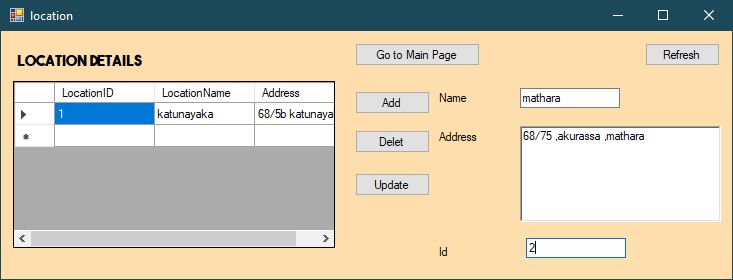 location
LOCATION DETAILS
Go to Main Page
Refresh
LocationID LocationName Address
1 katunayaka 68/5b katunaya
Add
Name
mathara
Delet
Address
68/75 ,akurassa ,mathara
Update
Id
2